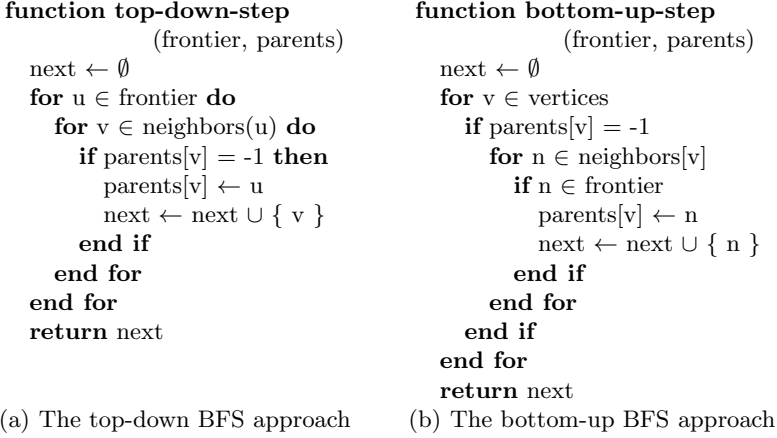 function top-down-step
(frontier, parents)
next ← ∅
for u ∈ frontier do
for v ∈ neighbors(u) do
if parents[v] = -1 then
parents[v] ← u
next ← next ∪ { v }
end if
end for
end for
return next
(a) The top-down BFS approach
function bottom-up-step
(frontier, parents)
next ← ∅
for v ∈ vertices
if parents[v] = -1
for n ∈ neighbors[v]
if n ∈ frontier
parents[v] ← n
next ← next ∪ { n }
end if
end for
end if
end for
return next
(b) The bottom-up BFS approach